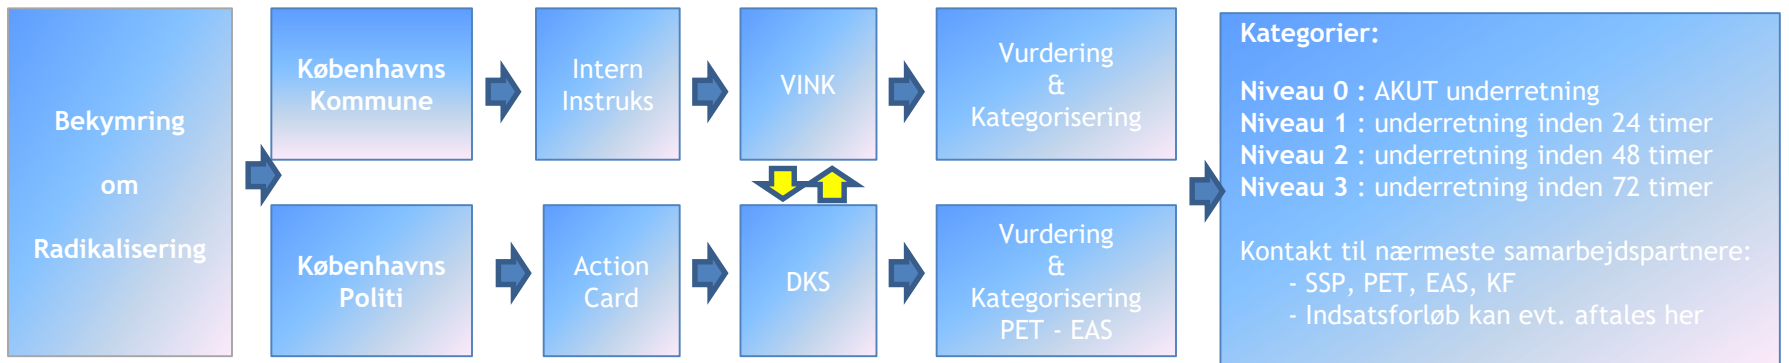 Bekymring
om
Radikalisering
Københavns
Kommune
Intern
Instruks
VINK
Vurdering
&
Kategorisering
Københavns
Politi
Action
Card
DKS
Vurdering
&
Kategorisering
PET - EAS
Kategorier:
Niveau 0 : AKUT underretning
Niveau 1 : underretning inden 24 timer
Niveau 2 : underretning inden 48 timer
Niveau 3 : underretning inden 72 timer
Kontakt til nærmeste samarbejdspartnere:
- SSP, PET, EAS, KF
- Indsatsforløb kan evt. aftales her